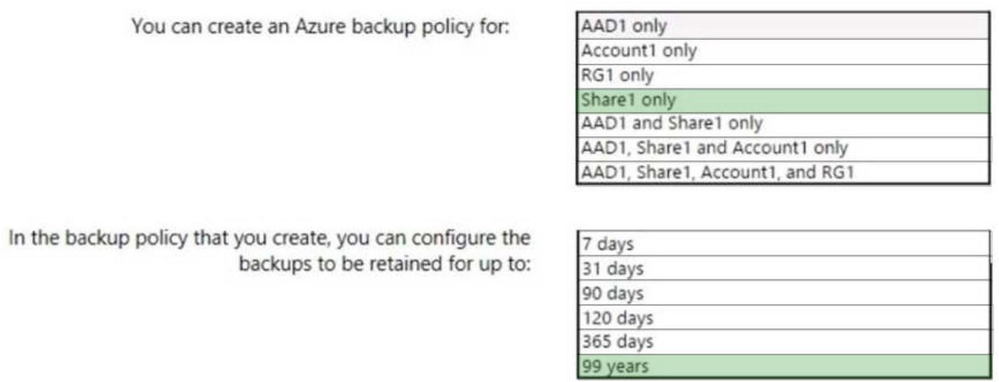 You can create an Azure backup policy for:
AAD1 only
Account1 only
RG1 only
Share1 only
AAD1 and Share1 only
AAD1, Share1 and Account1 only
AAD1, Share1, Account1, and RG1
In the backup policy that you create, you can configure the
backups to be retained for up to:
7 days
31 days
90 days
120 days
365 days
99 years